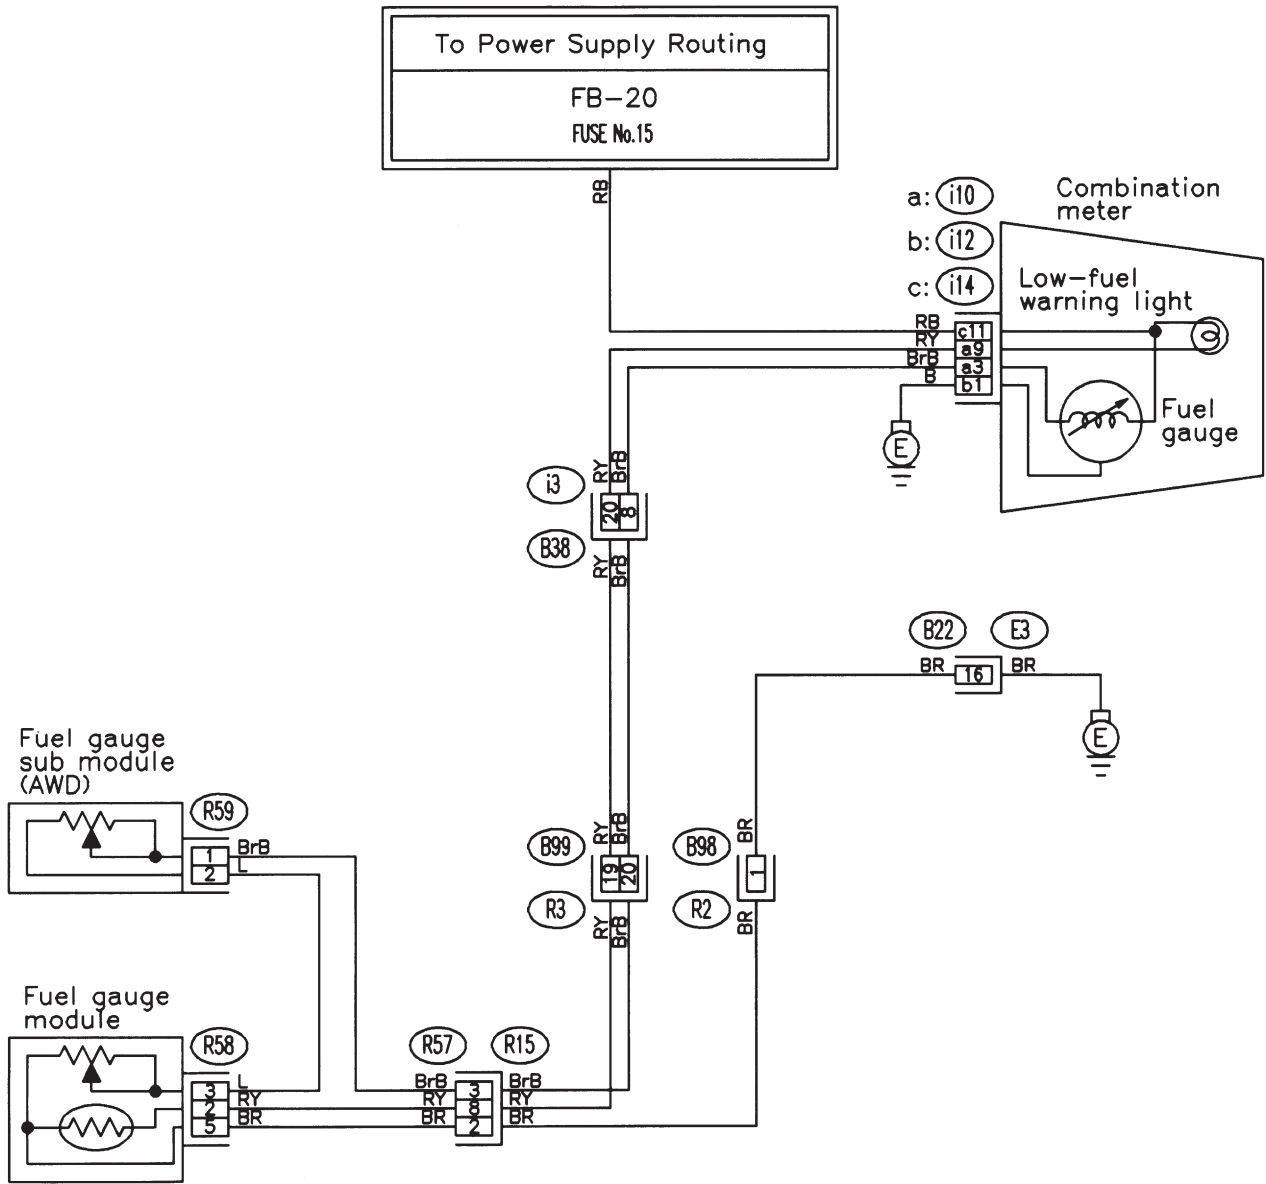 To Power Supply Routing
FB-20
FUSE No.15
RB
a: i10
b: i12
c: i14
Combination
meter
Low-fuel
warning light
RB
c11
RY
a9
BrB
a3
B
b1
E
Fuel
gauge
RY
BrB
i3
20
8
B38
RY
BrB
B22
E3
BR
16
BR
E
Fuel gauge
sub module
(AWD)
R59
1
BrB
2
L
RY
BrB
BR
B99
19
20
B98
1
R3
RY
BrB
R2
BR
Fuel gauge
module
R58
R57
R15
3
L
BrB
3
BrB
2
RY
RY
8
RY
5
BR
BR
2
BR